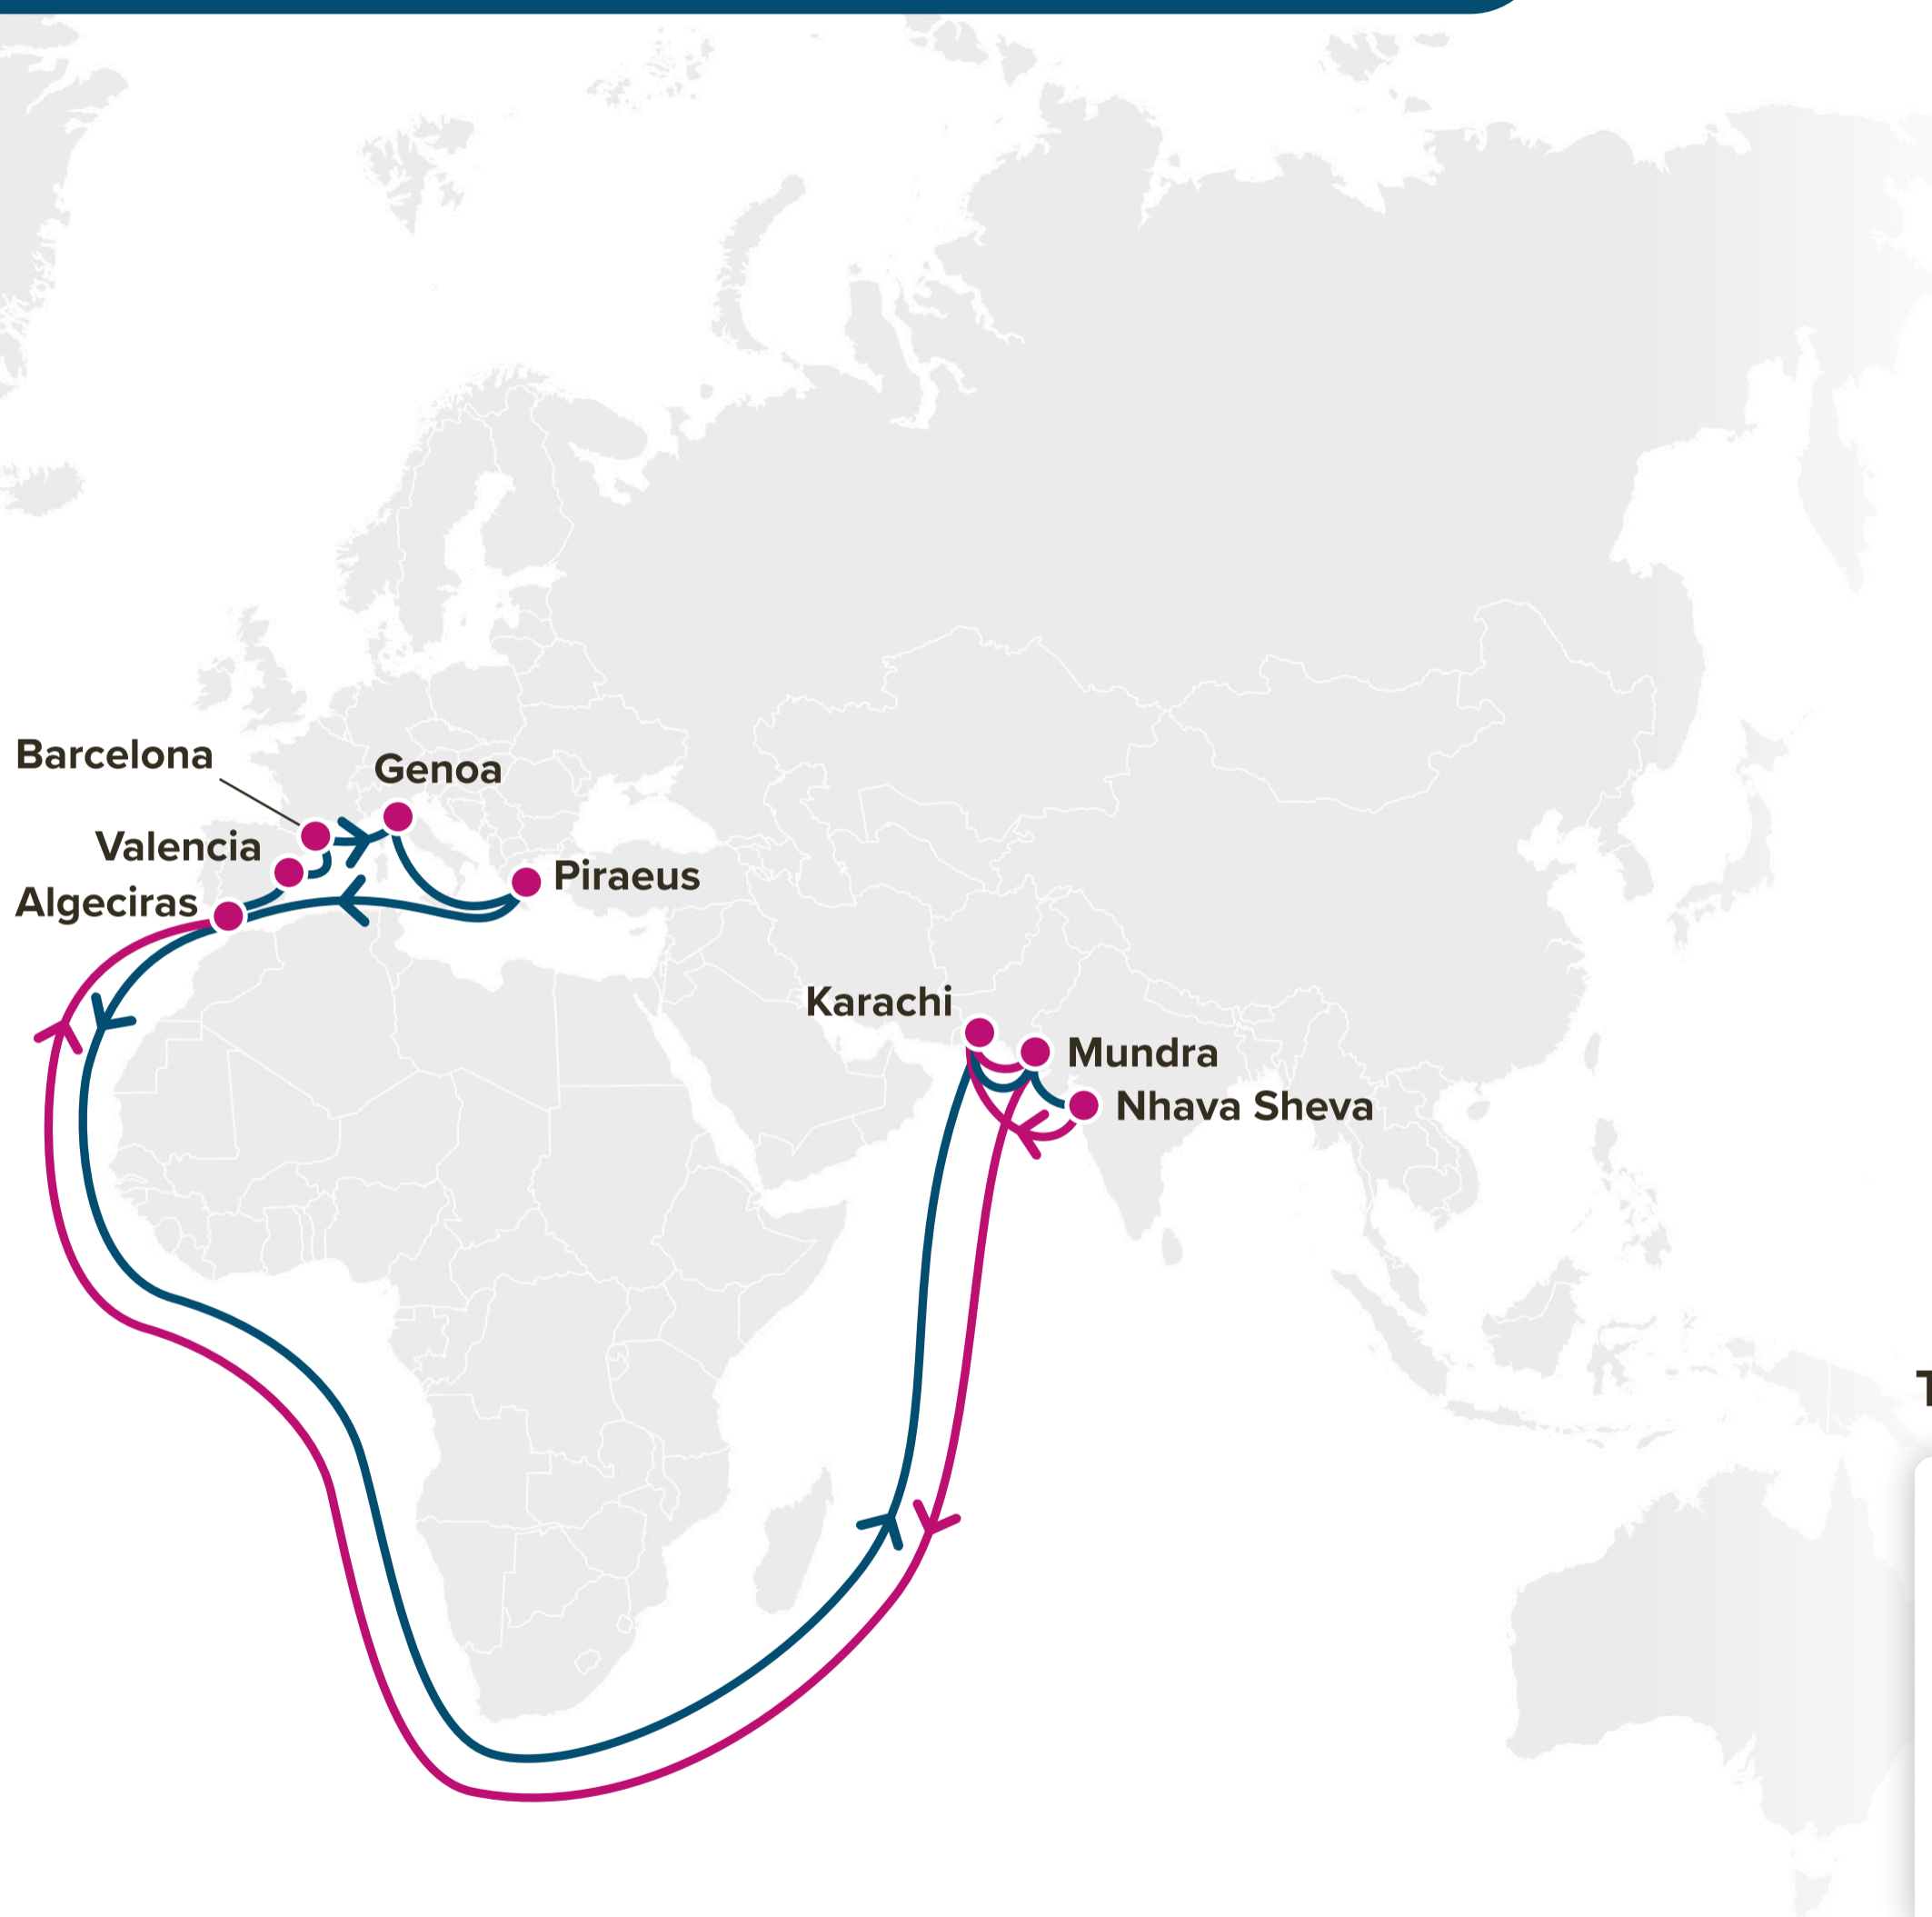 Barcelona
Genoa
Valencia
Piraeus
Algeciras
Karachi
Mundra
Nhava Sheva